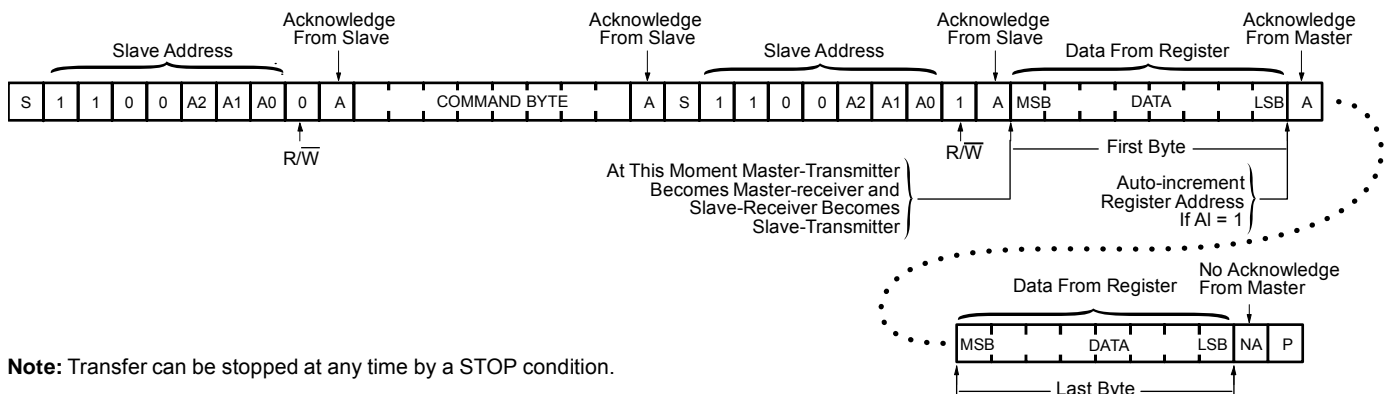 Acknowledge
From Slave
Acknowledge
From Slave
Acknowledge
From Slave
Acknowledge
From Master
Slave Address
Slave Address
Data From Register
S 1 1 0 0 A2 A1 A0 0 A COMMAND BYTE A S 1 1 0 0 A2 A1 A0 1 A MSB DATA LSB A
R/W̅
R/W̅
First Byte
At This Moment Master-Transmitter
Becomes Master-receiver and
Slave-Receiver Becomes
Slave-Transmitter
Auto-increment
Register Address
If AI = 1
Data From Register
No Acknowledge
From Master
MSB DATA LSB NA P
Last Byte
Note: Transfer can be stopped at any time by a STOP condition.